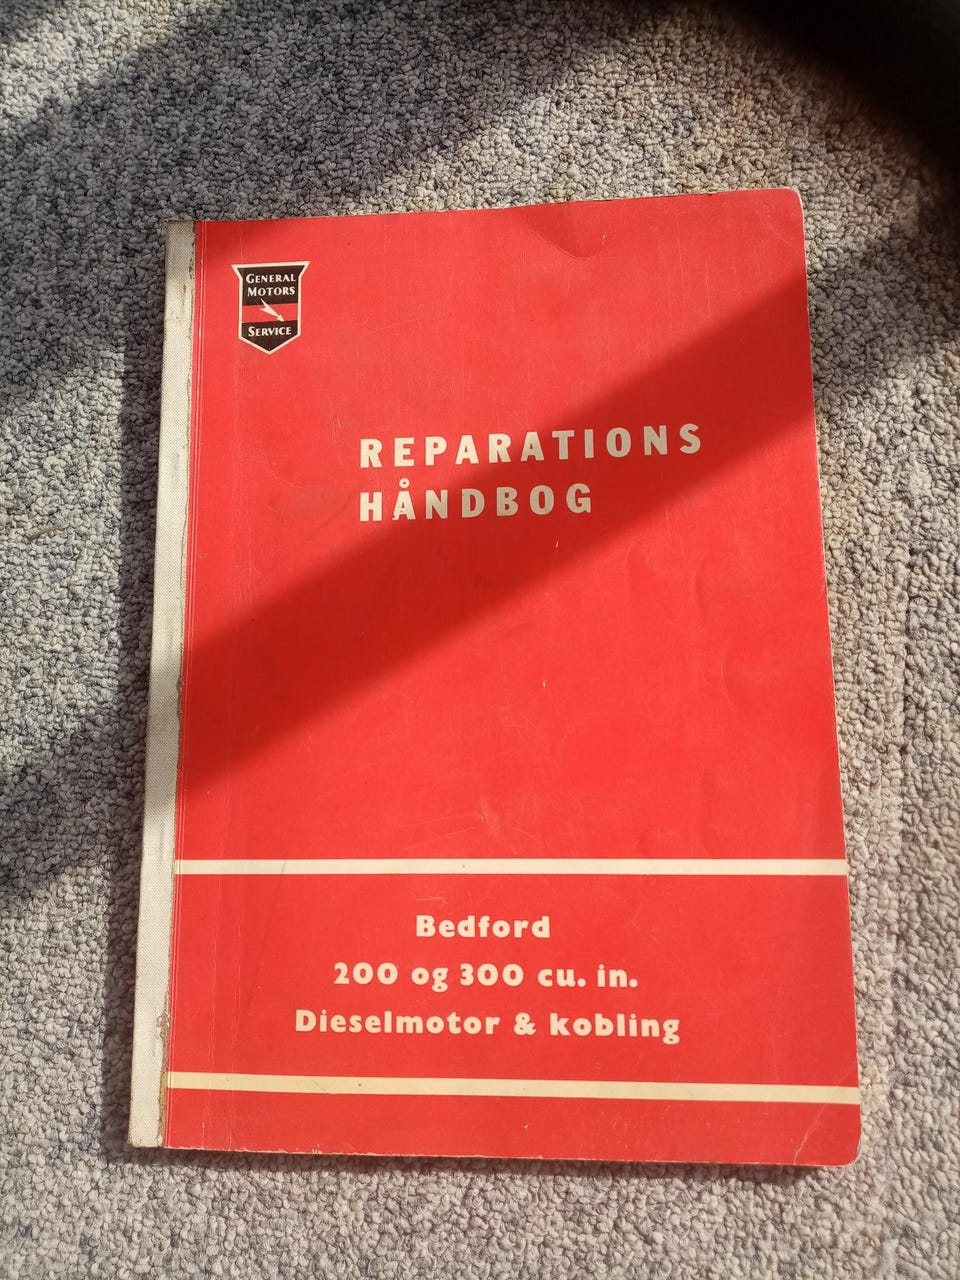 GENERAL
MOTORS
SERVICE
REPARATIONS
HÅNDBOG
Bedford
200 og 300 cu. in.
Dieselmotor & kobling